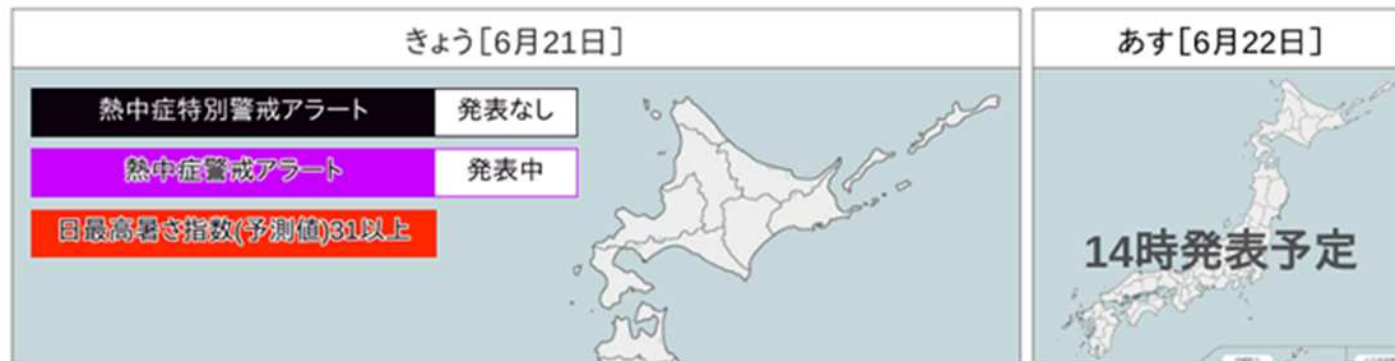 きょう[6月21日]
あす[6月22日]
熱中症特別警戒アラート 発表なし
熱中症警戒アラート 発表中
日最高暑さ指数(予測値)31以上
14時発表予定